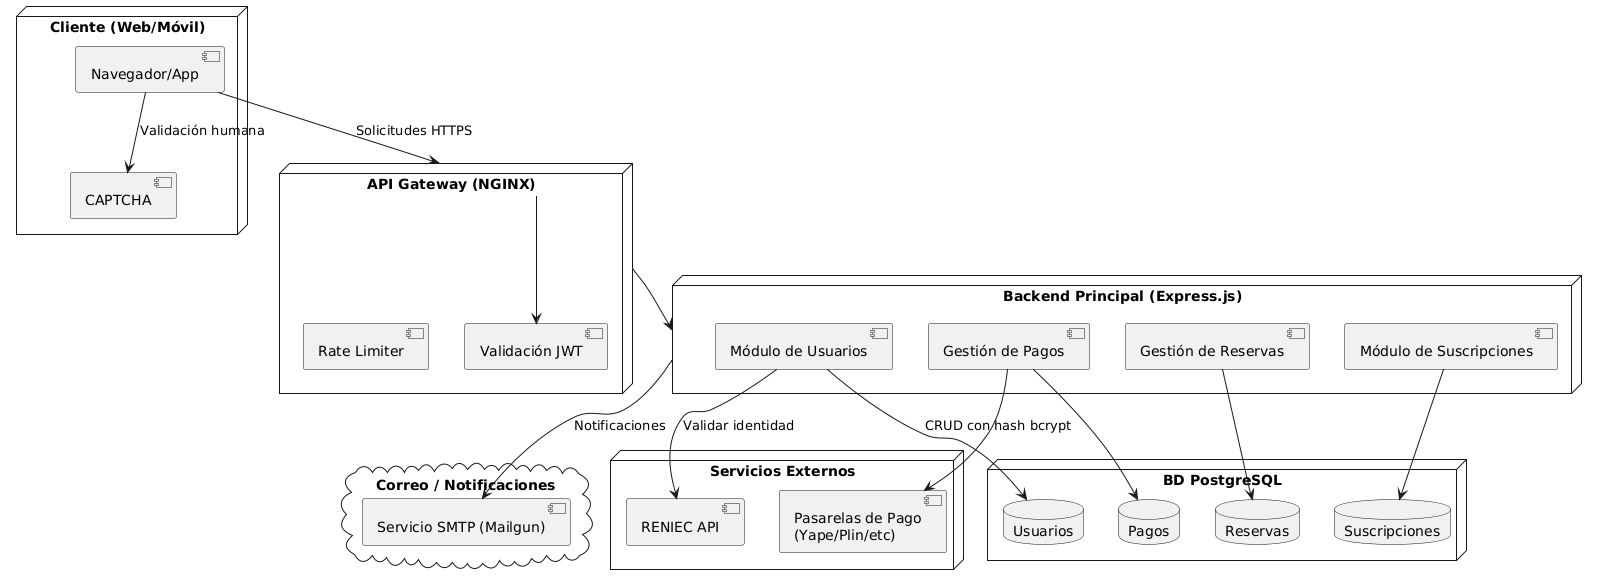 Cliente (Web/Móvil)
Navegador/App
Validación humana
Solicitudes HTTPS
CAPTCHA
API Gateway (NGINX)
Rate Limiter
Validación JWT
Backend Principal (Express.js)
Módulo de Usuarios
Gestión de Pagos
Gestión de Reservas
Módulo de Suscripciones
Notificaciones
Validar identidad
CRUD con hash bcrypt
Correo / Notificaciones
Servicio SMTP (Mailgun)
Servicios Externos
RENIEC API
Pasarelas de Pago
(Yape/Plin/etc)
BD PostgreSQL
Usuarios
Pagos
Reservas
Suscripciones